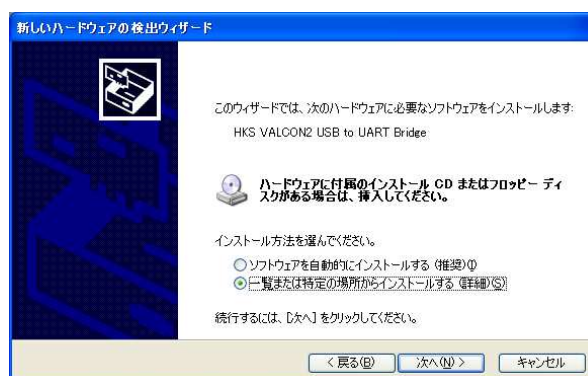 新しいハードウェアの検出ウィザード
このウィザードでは、次のハードウェアに必要なソフトウェアをインストールします:
HKS VALCON2 USB to UART Bridge
ハードウェアに付属のインストール CD またはフロッピー ディ
スクがある場合は、挿入してください。
インストール方法を選んでください。
ソフトウェアを自動的にインストールする (推奨)(I)
一覧または特定の場所からインストールする (詳細)(S)
続行するには、[次へ] をクリックしてください。
< 戻る(B) 次へ(N) > キャンセル